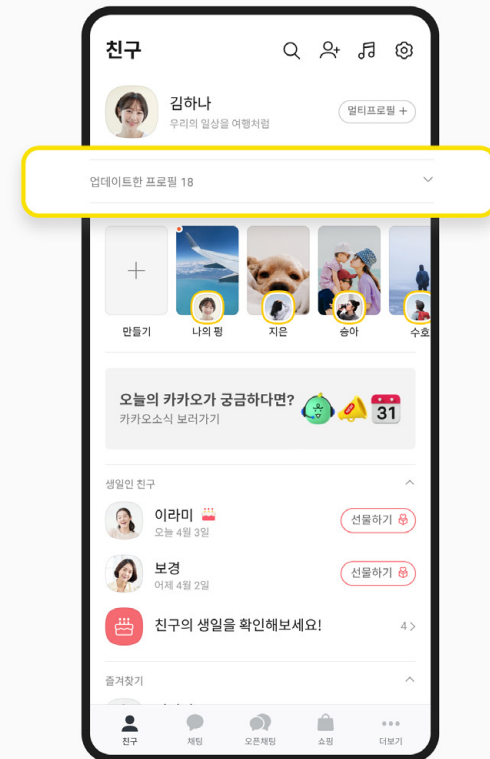 친구
김하나
우리의 일상을 여행처럼
멀티프로필 +
업데이트한 프로필 18
만들기
나의 펑
지은
승아
수호
오늘의 카카오가 궁금하다면?
카카오소식 보러가기
31
생일인 친구
이라미
오늘 4월 3일
선물하기
보경
어제 4월 2일
선물하기
친구의 생일을 확인해보세요!
4 >
즐겨찾기
친구
채팅
오픈채팅
쇼핑
더보기